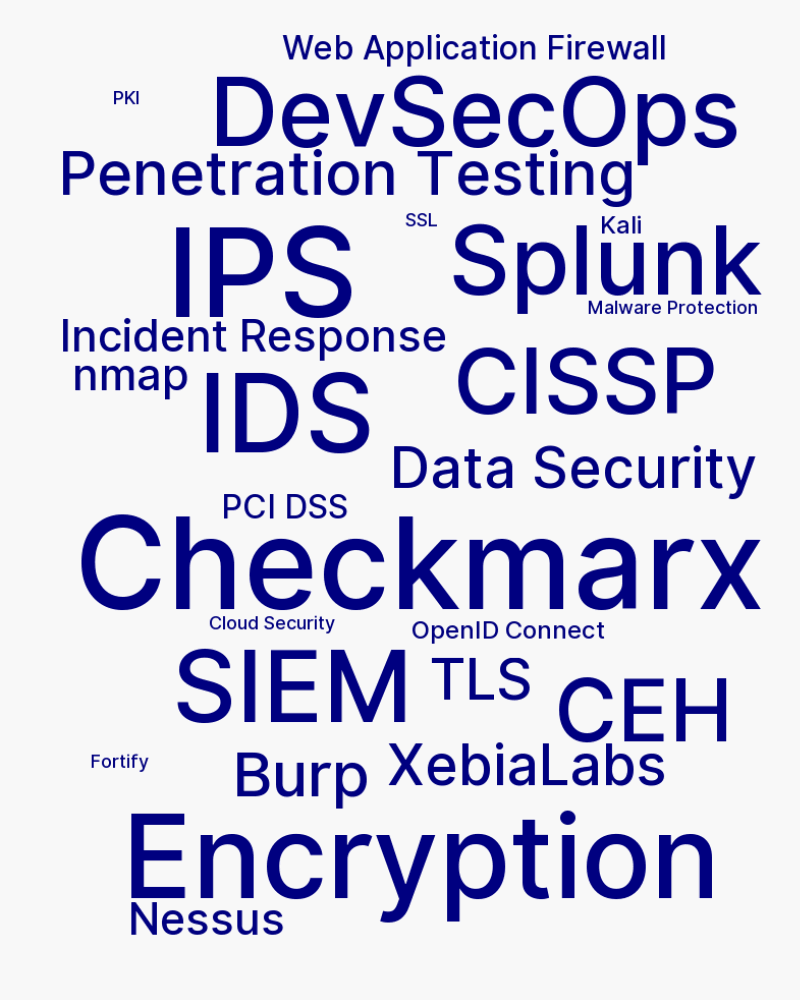 Web Application Firewall
PKI
DevSecOps
Penetration Testing
SSL
Kali
IPS
Splunk
Malware Protection
Incident Response
nmap
IDS
CISSP
Data Security
PCI DSS
Checkmarx
Cloud Security
OpenID Connect
SIEM
TLS
CEH
Fortify
Burp
XebiaLabs
Encryption
Nessus